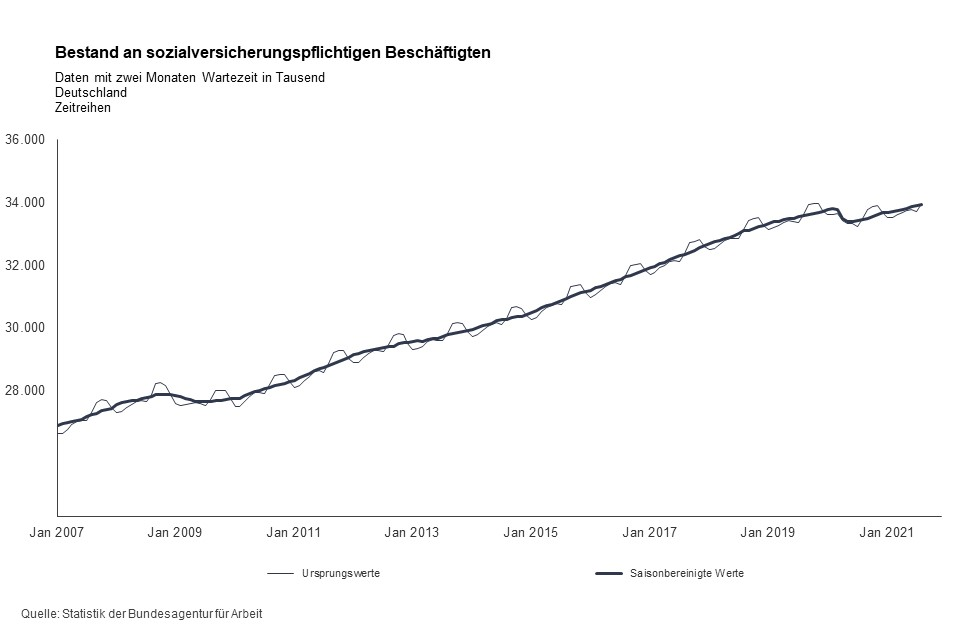 Bestand an sozialversicherungspflichtigen Beschäftigten
Daten mit zwei Monaten Wartezeit in Tausend
Deutschland
Zeitreihen
36.000
34.000
32.000
30.000
28.000
Jan 2007 Jan 2009 Jan 2011 Jan 2013 Jan 2015 Jan 2017 Jan 2019 Jan 2021
Ursprungswerte Saisonbereinigte Werte
Quelle: Statistik der Bundesagentur für Arbeit